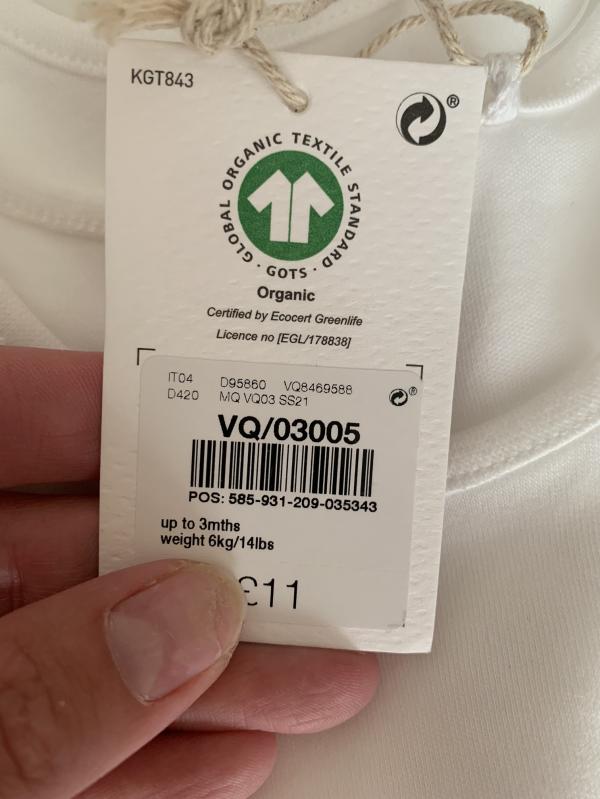 KGT843
®
GLOBAL ORGANIC TEXTILE STANDARD · GOTS ·
Organic
Certified by Ecocert Greenlife
Licence no [EGL/178838]
IT04 D95860 VQ8469588
D420 MQ VQ03 SS21
®
VQ/03005
POS: 585-931-209-035343
up to 3mths
weight 6kg/14lbs
£11